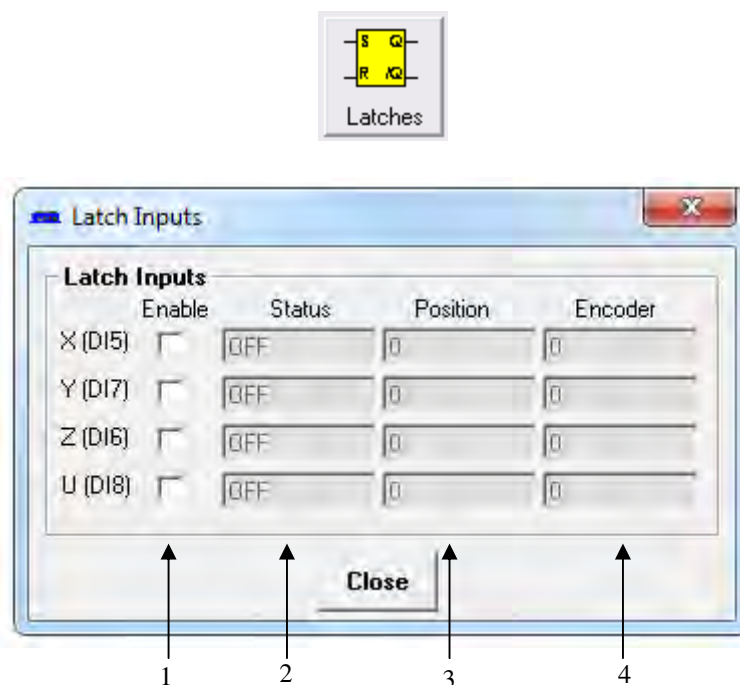 S Q
R /Q
Latches
Latch Inputs
Latch Inputs
Enable Status Position Encoder
X (DI5) OFF 0 0
Y (DI7) OFF 0 0
Z (DI6) OFF 0 0
U (DI8) OFF 0 0
Close
1 2 3 4